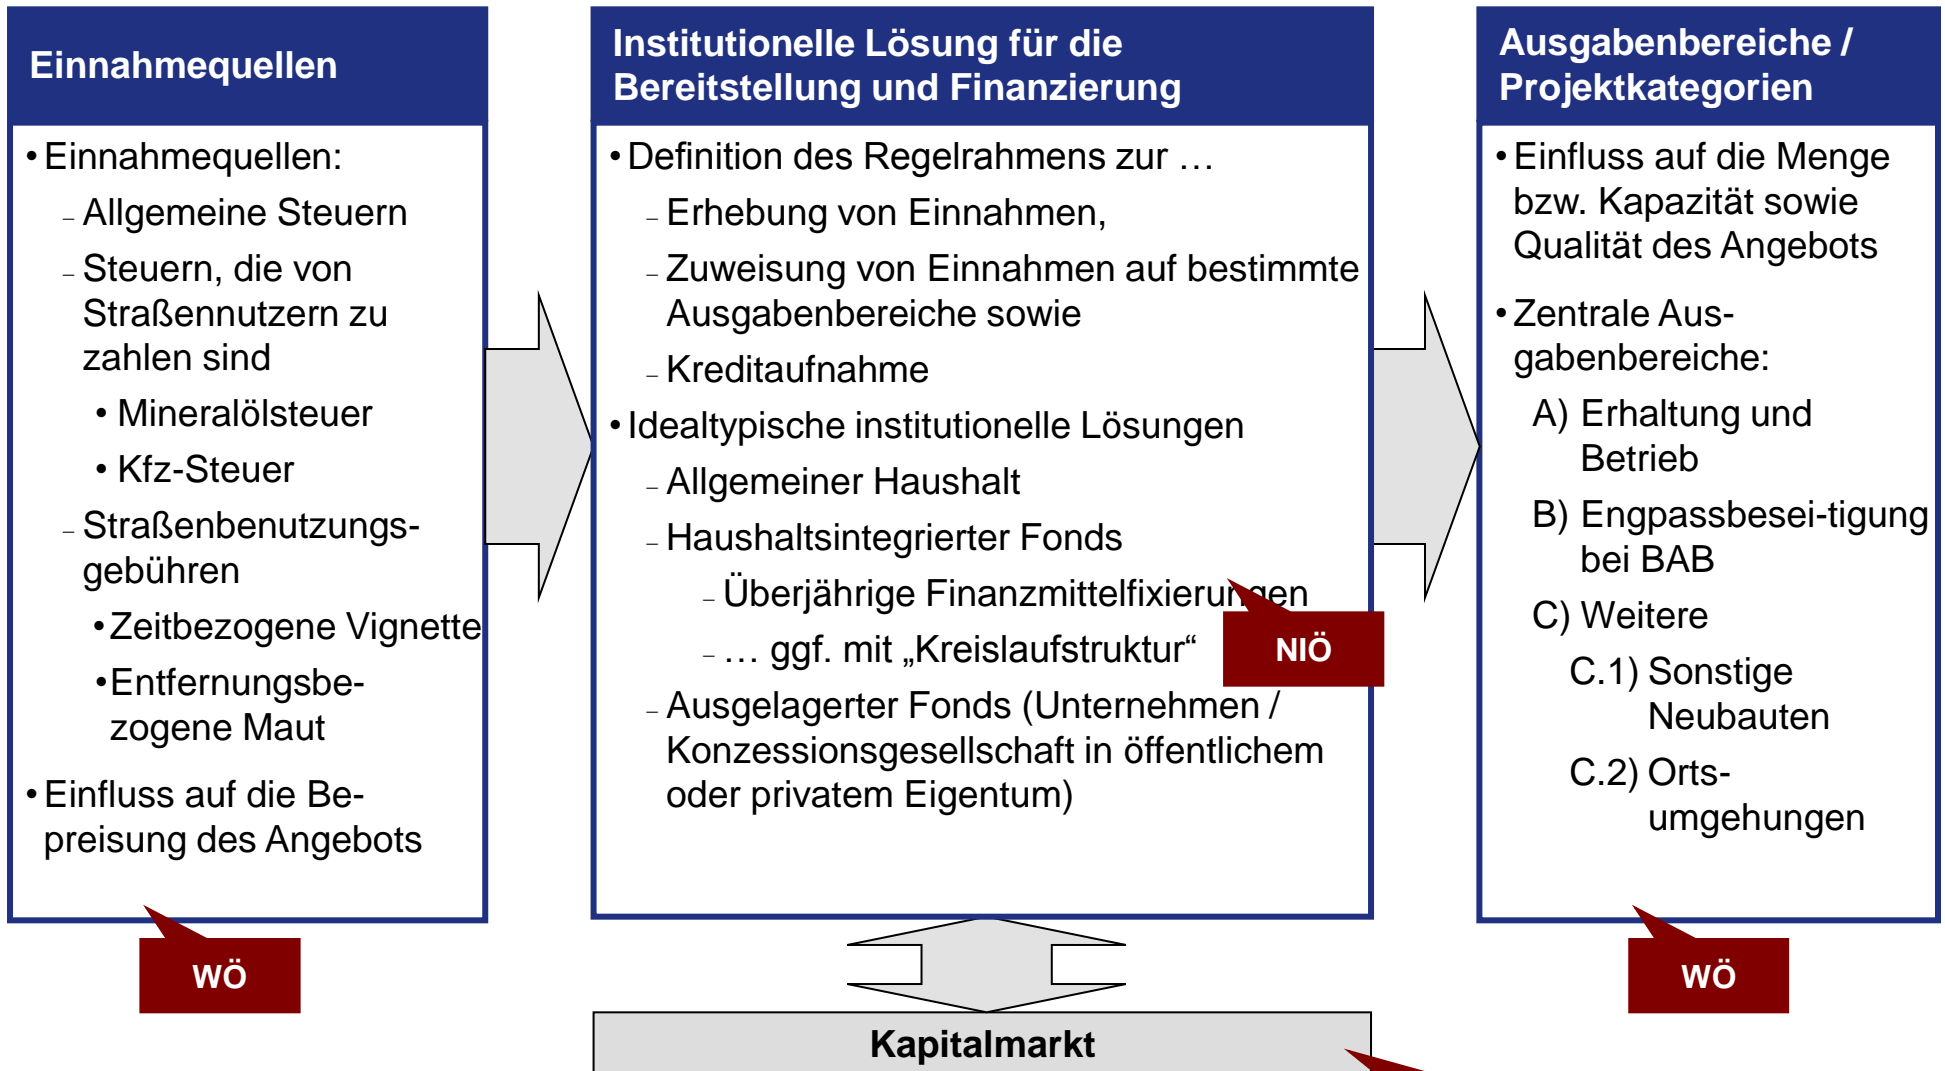 Einnahmequellen
• Einnahmequellen:
– Allgemeine Steuern
– Steuern, die von
Straßennutzern zu
zahlen sind
• Mineralölsteuer
• Kfz-Steuer
– Straßenbenutzungs-
gebühren
• Zeitbezogene Vignette
• Entfernungsbe-
zogene Maut
• Einfluss auf die Be-
preisung des Angebots
WÖ
Institutionelle Lösung für die
Bereitstellung und Finanzierung
• Definition des Regelrahmens zur …
– Erhebung von Einnahmen,
– Zuweisung von Einnahmen auf bestimmte
Ausgabenbereiche sowie
– Kreditaufnahme
• Idealtypische institutionelle Lösungen
– Allgemeiner Haushalt
– Haushaltsintegrierter Fonds
– Überjährige Finanzmittelfixierungen
– … ggf. mit „Kreislaufstruktur“
NIÖ
– Ausgelagerter Fonds (Unternehmen /
Konzessionsgesellschaft in öffentlichem
oder privatem Eigentum)
Kapitalmarkt
Ausgabenbereiche /
Projektkategorien
• Einfluss auf die Menge
bzw. Kapazität sowie
Qualität des Angebots
• Zentrale Aus-
gabenbereiche:
A) Erhaltung und
Betrieb
B) Engpassbesei-tigung
bei BAB
C) Weitere
C.1) Sonstige
Neubauten
C.2) Orts-
umgehungen
WÖ